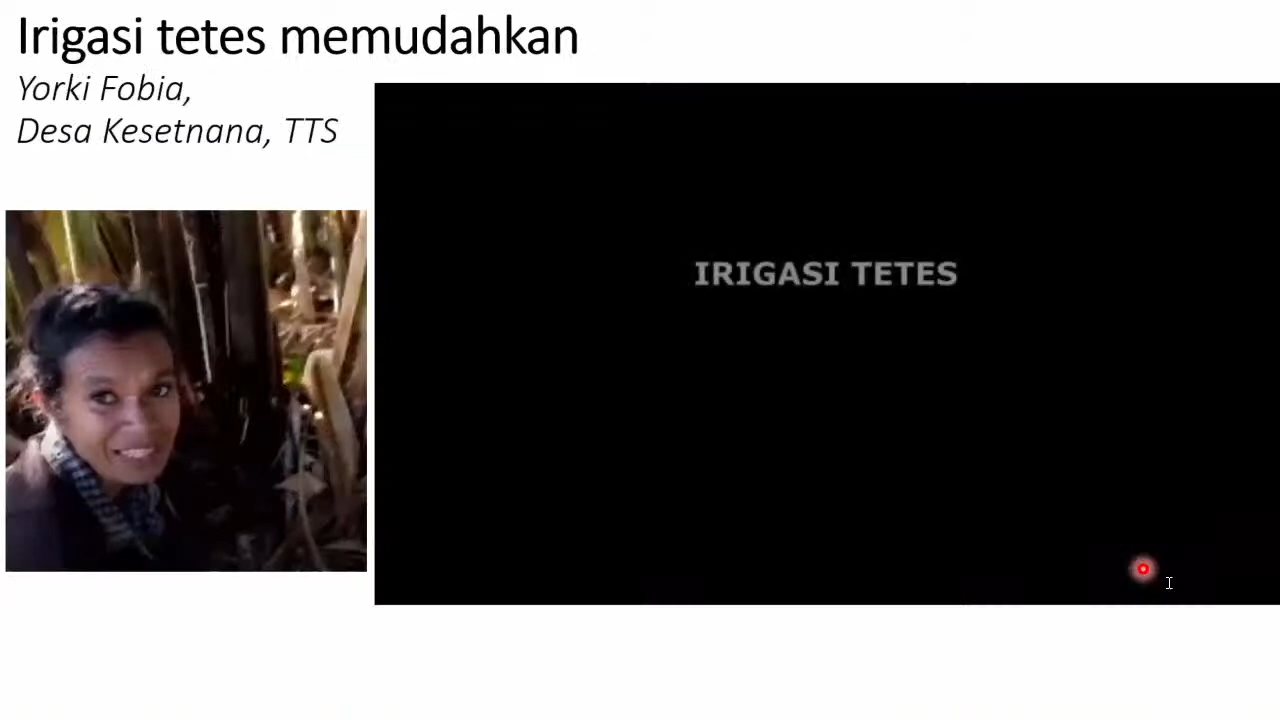 Irigasi tetes memudahkan
Yorki Fobia,
Desa Kesetnana, TTS
IRIGASI TETES